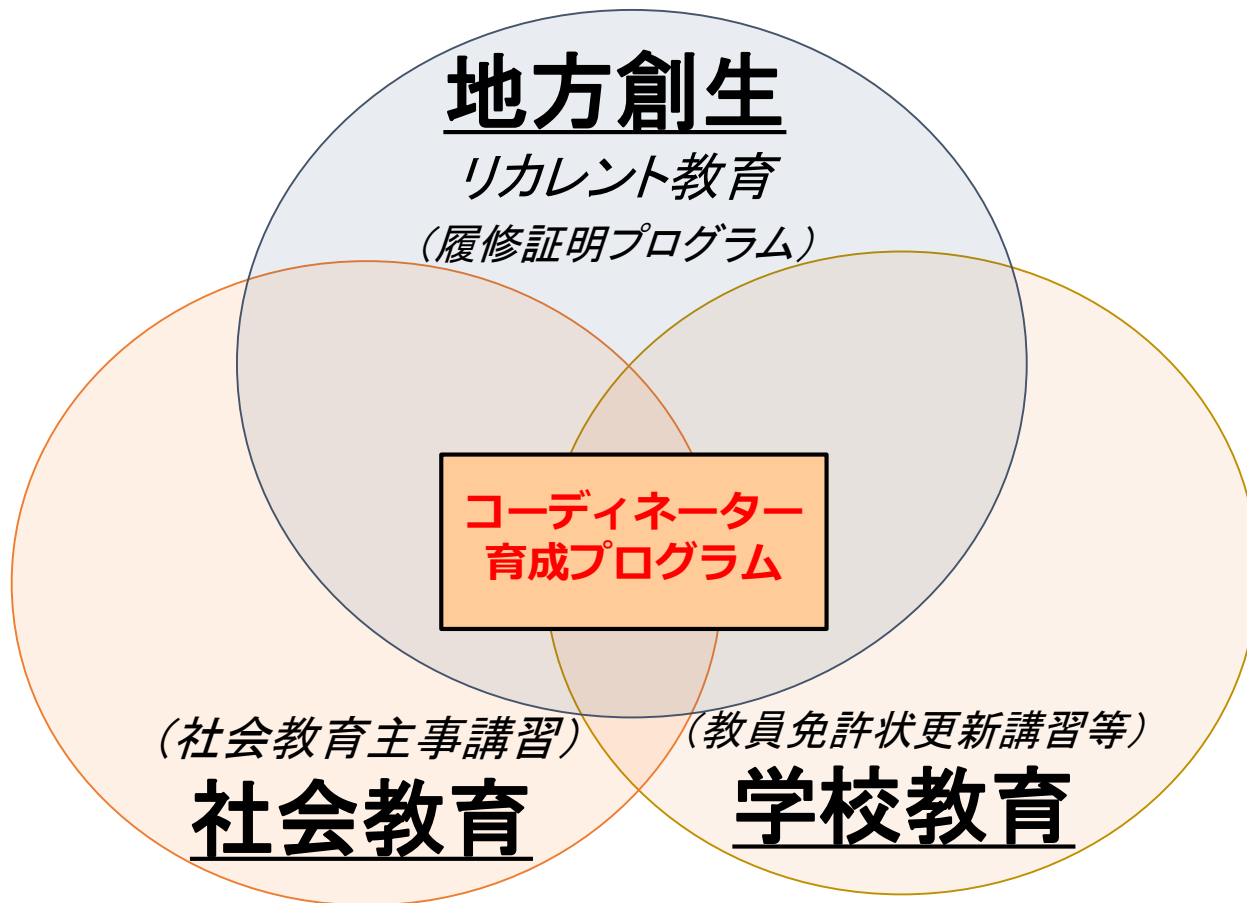 地方創生
リカレント教育
（履修証明プログラム）
コーディネーター
育成プログラム
（社会教育主事講習）
社会教育
（教員免許状更新講習等）
学校教育